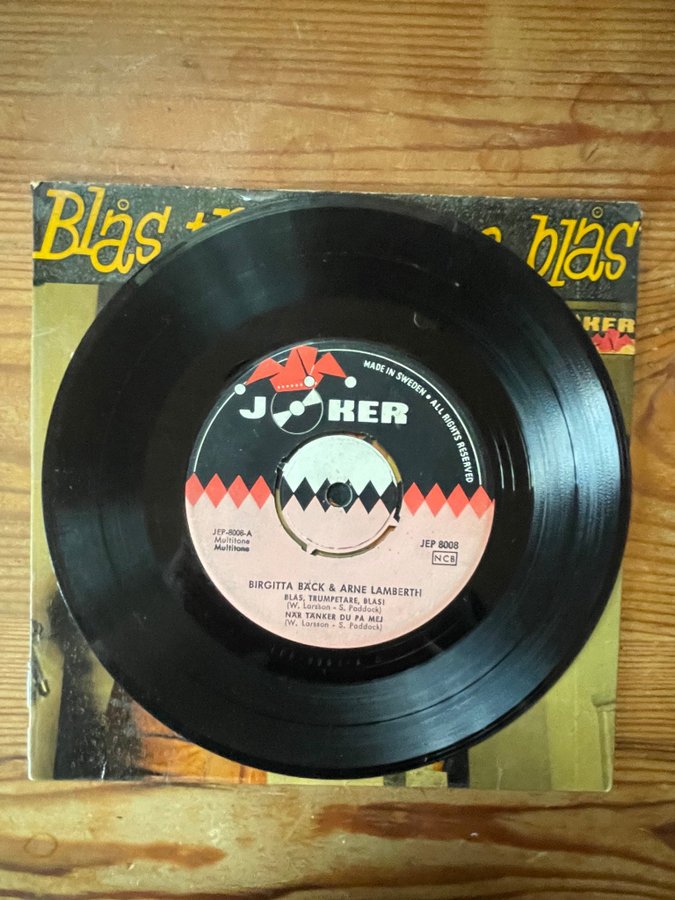 Blås blås
KER
MADE IN SWEDEN • ALL RIGHTS RESERVED
JOKER
JEP-8008-A
Multitone
Multitone
JEP 8008
NCB
BIRGITTA BÄCK & ARNE LAMBERTH
BLÅS, TRUMPETARE, BLÅS!
(W. Larsson - S. Paddock)
NÄR TÄNKER DU PÅ MEJ
(W. Larsson - S. Paddock)